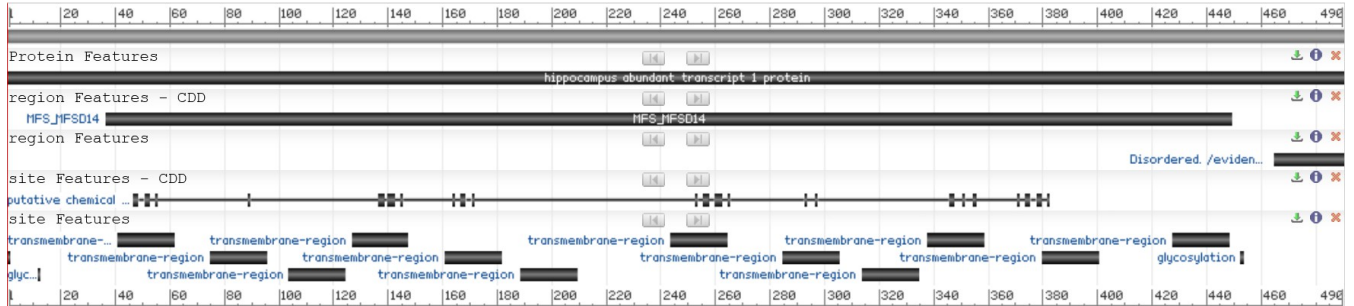 1 20 40 60 80 100 120 140 160 180 200 220 240 260 280 300 320 340 360 380 400 420 440 460 490
Protein Features
hippocampus abundant transcript 1 protein
region Features - CDD
MFS_MFSD14 MFS_MFSD14
region Features
Disordered. /eviden...
site Features - CDD
putative chemical ...
site Features
transmembrane-... transmembrane-region transmembrane-region transmembrane-region transmembrane-region
transmembrane-region transmembrane-region transmembrane-region transmembrane-region glycosylation
glyc... transmembrane-region transmembrane-region transmembrane-region
1 20 40 60 80 100 120 140 160 180 200 220 240 260 280 300 320 340 360 380 400 420 440 460 490